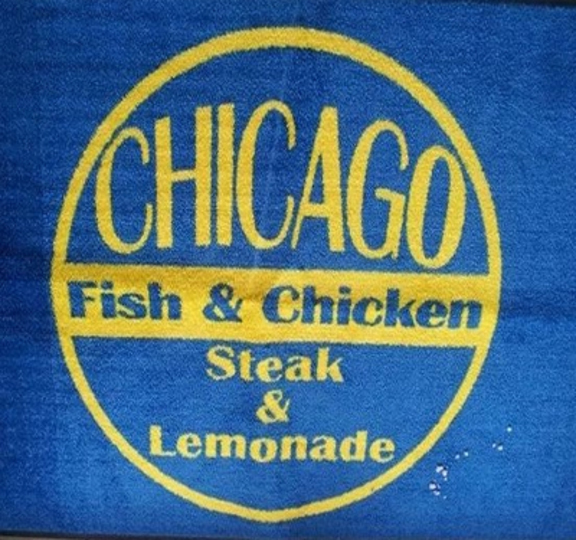 CHICAGO
Fish & Chicken
Steak
&
Lemonade